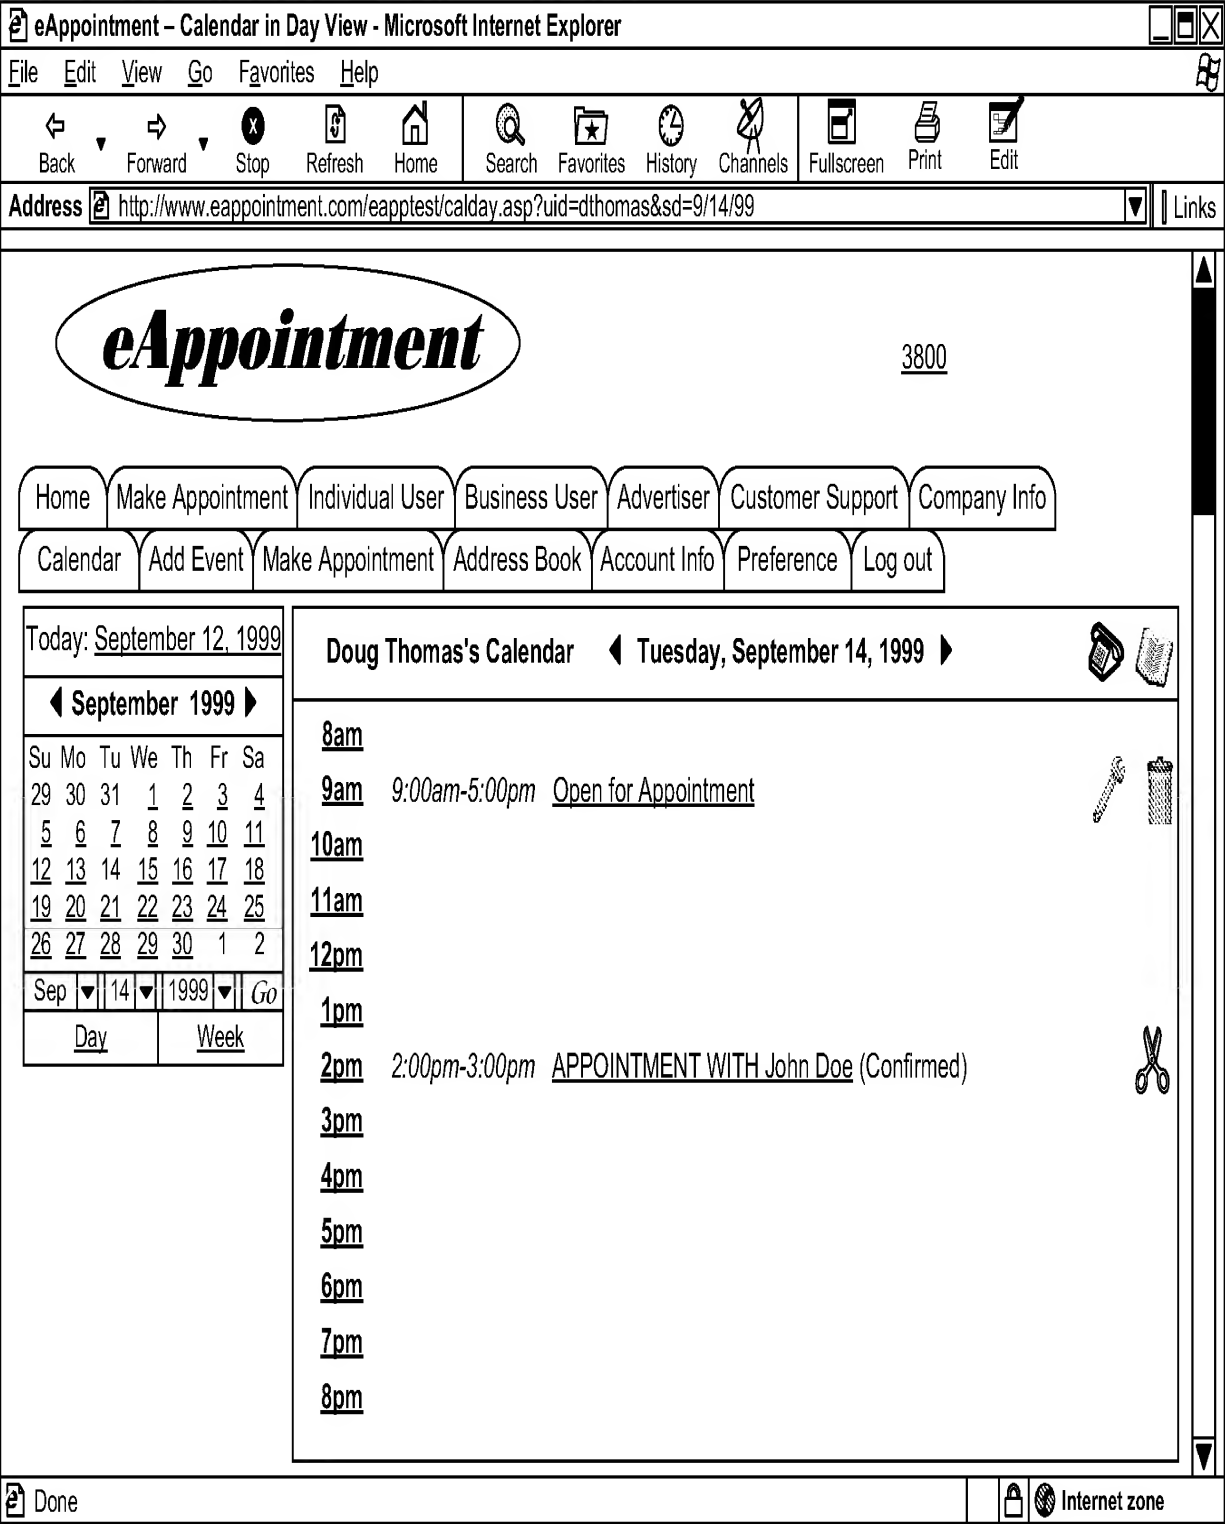 eAppointment – Calendar in Day View - Microsoft Internet Explorer
File Edit View Go Favorites Help
Back Forward Stop Refresh Home Search Favorites History Channels Fullscreen Print Edit
Address http://www.eappointment.com/eapptest/calday.asp?uid=dthomas&sd=9/14/99 Links
eAppointment
3800
Home Make Appointment Individual User Business User Advertiser Customer Support Company Info
Calendar Add Event Make Appointment Address Book Account Info Preference Log out
Today: September 12, 1999
September 1999
Su Mo Tu We Th Fr Sa
29 30 31 1 2 3 4
5 6 7 8 9 10 11
12 13 14 15 16 17 18
19 20 21 22 23 24 25
26 27 28 29 30 1 2
Sep 14 1999 Go
Day Week
Doug Thomas's Calendar Tuesday, September 14, 1999
8am
9am 9:00am-5:00pm Open for Appointment
10am
11am
12pm
1pm
2pm 2:00pm-3:00pm APPOINTMENT WITH John Doe (Confirmed)
3pm
4pm
5pm
6pm
7pm
8pm
Done Internet zone